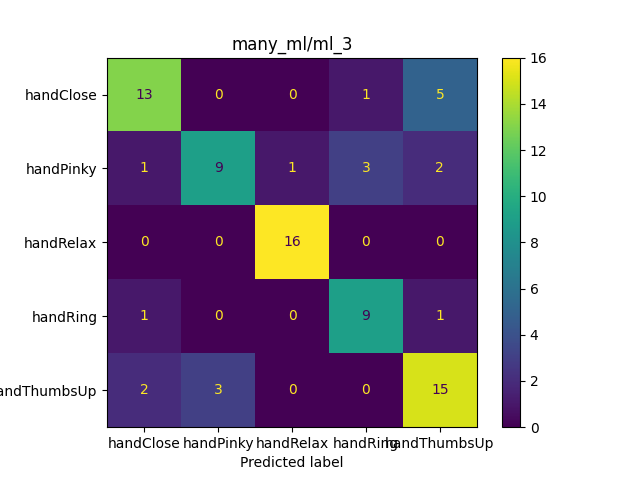 many_ml/ml_3
handClose 13 0 0 1 5
handPinky 1 9 1 3 2
handRelax 0 0 16 0 0
handRing 1 0 0 9 1
andThumbsUp 2 3 0 0 15
handClose handPinky handRelax handRing handThumbsUp
Predicted label
16
14
12
10
8
6
4
2
0